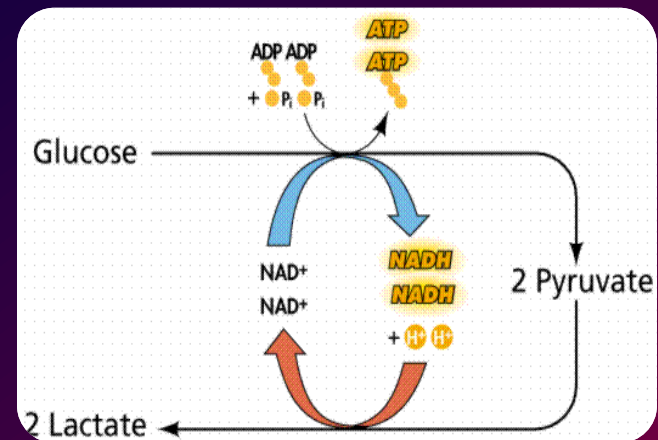 ATP
ADP ADP
ATP
+ Pi Pi
Glucose
NAD+
NADH
2 Pyruvate
NADH
NAD+
+ H+ H+
2 Lactate